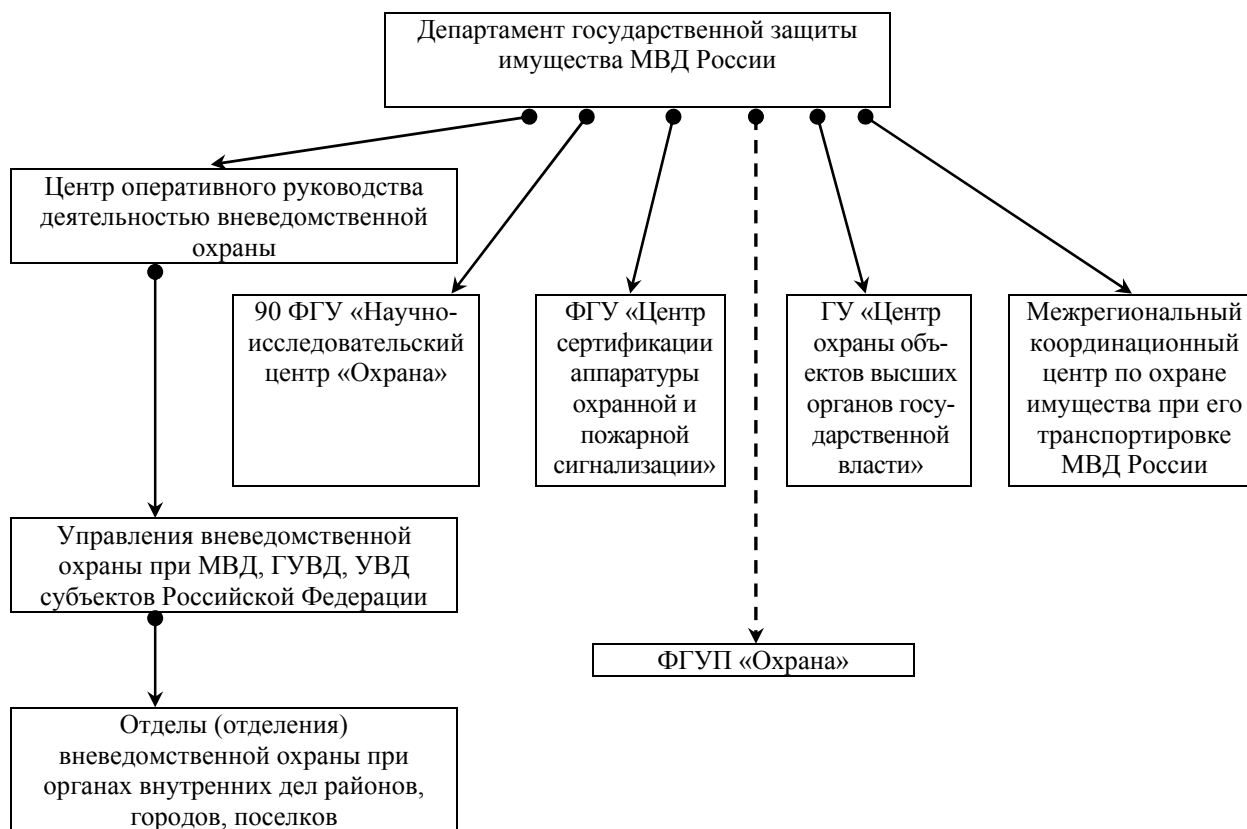 Департамент государственной защиты
имущества МВД России
Центр оперативного руководства
деятельностью вневедомственной
охраны
90 ФГУ «Научно-
исследовательский
центр «Охрана»
ФГУ «Центр
сертификации
аппаратуры
охранной и
пожарной
сигнализации»
ГУ «Центр
охраны объ-
ектов высших
органов госу-
дарственной
власти»
Межрегиональный
координационный
центр по охране
имущества при его
транспортировке
МВД России
Управления вневедомственной
охраны при МВД, ГУВД, УВД
субъектов Российской Федерации
ФГУП «Охрана»
Отделы (отделения)
вневедомственной охраны при
органах внутренних дел районов,
городов, поселков